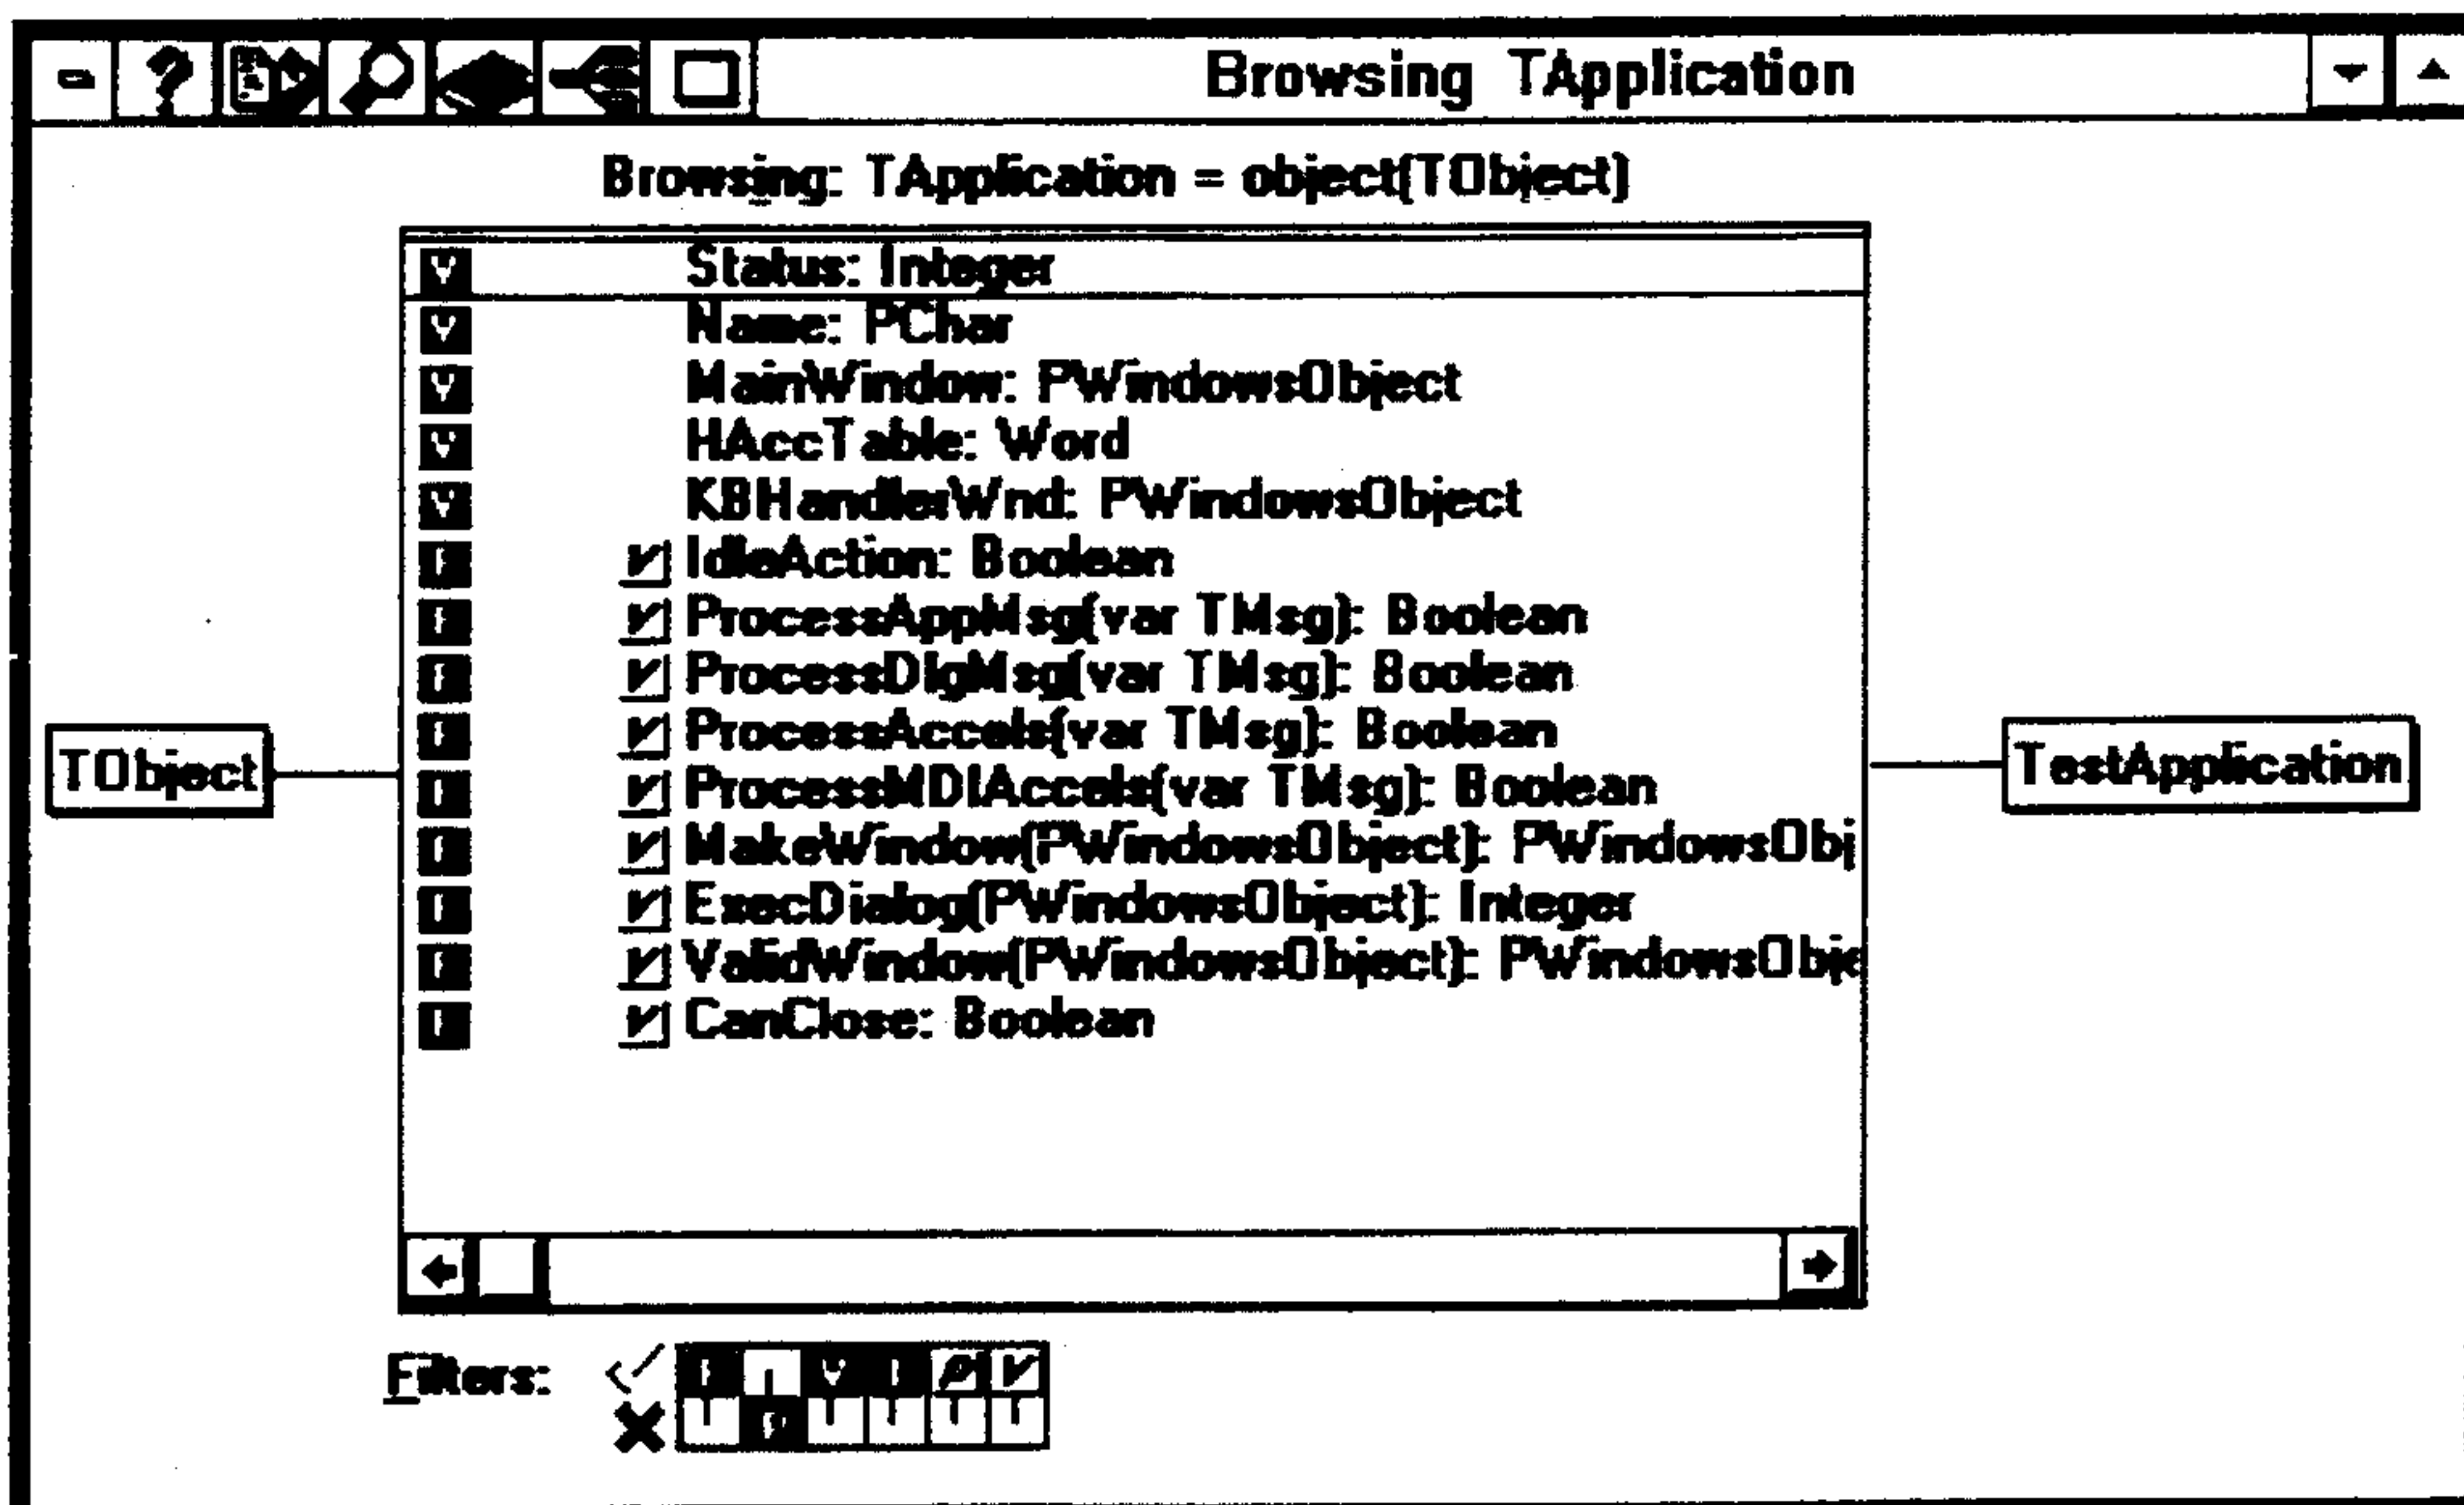 Browsing TApplication
Browsing: TApplication = object(TObject)
V Status: Integer
V Name: PChar
V MainWindow: PWindowsObject
V HAccTable: Word
V KBHandlerWnd: PWindowsObject
F V IdleAction: Boolean
F V ProcessAppMsg(var TMsg): Boolean
F V ProcessDlgMsg(var TMsg): Boolean
F V ProcessAccels(var TMsg): Boolean
F V ProcessMDIAccels(var TMsg): Boolean
F V MakeWindow(PWindowsObject): PWindowsObj
F V ExecDialog(PWindowsObject): Integer
F V ValidWindow(PWindowsObject): PWindowsObje
F V CanClose: Boolean
TObject
TestApplication
Filters: